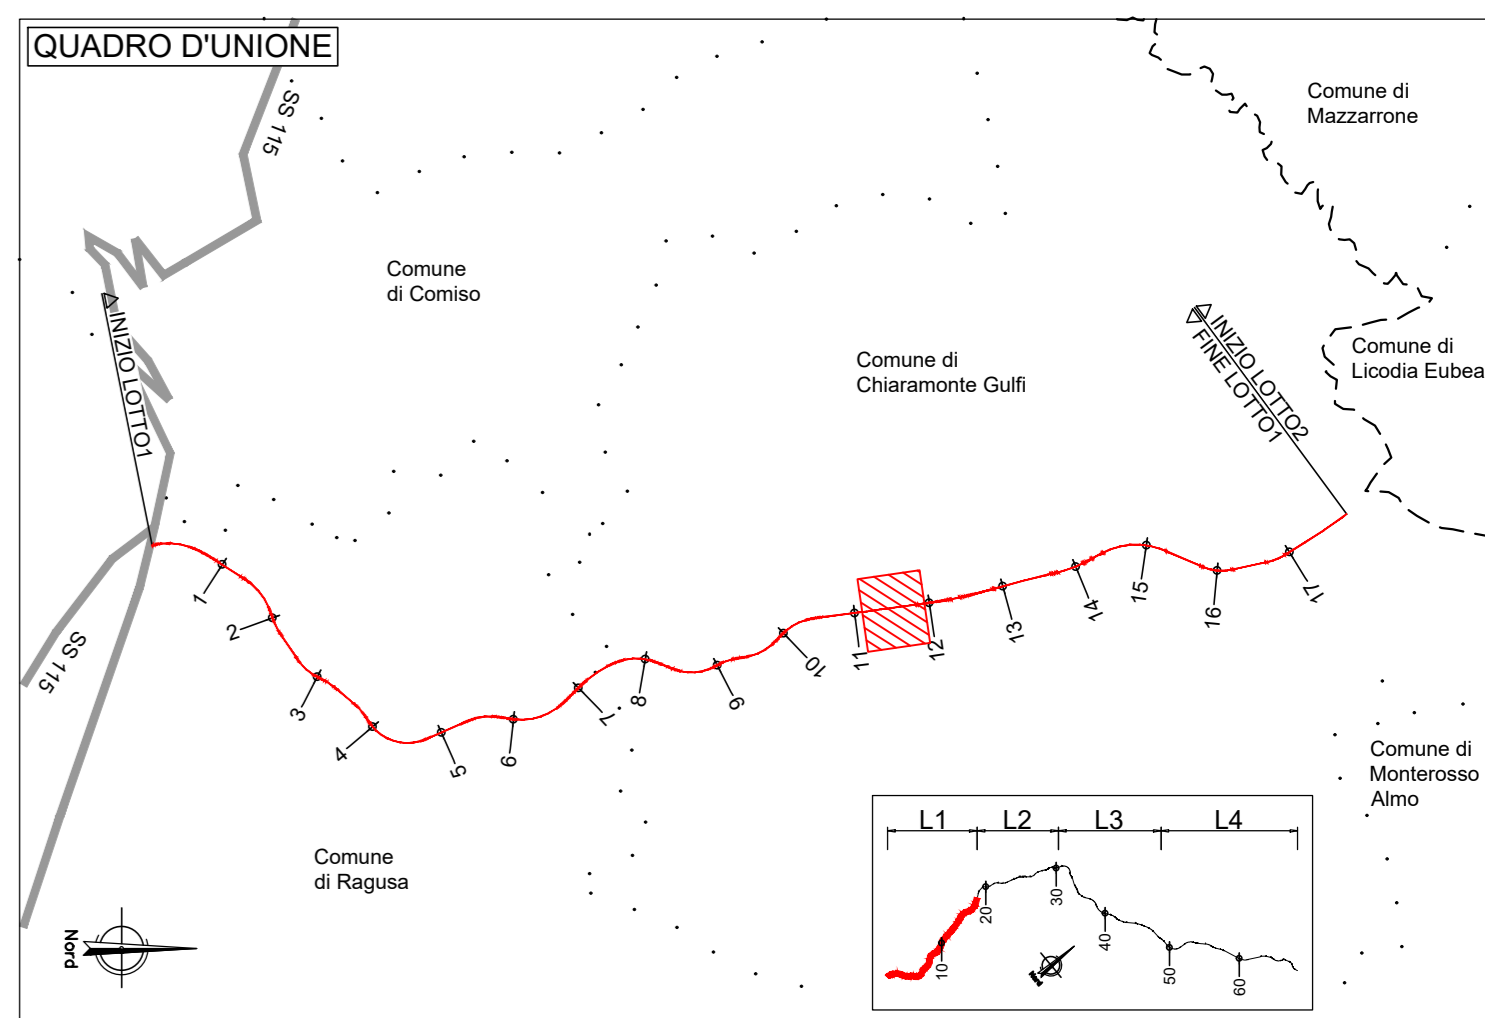 QUADRO D'UNIONE
SS 115
Comune di
Mazzarrone
Comune
di Comiso
INIZIO LOTTO1
Comune di
Chiaramonte Gulfi
INIZIO LOTTO2
FINE LOTTO1
Comune di
Licodia Eubea
1
2
3
4
5
6
7
8
9
10
11
12
13
14
15
16
17
SS 115
Comune di
Monterosso
Almo
Comune
di Ragusa
Nord
L1
L2
L3
L4
10
20
30
40
50
60